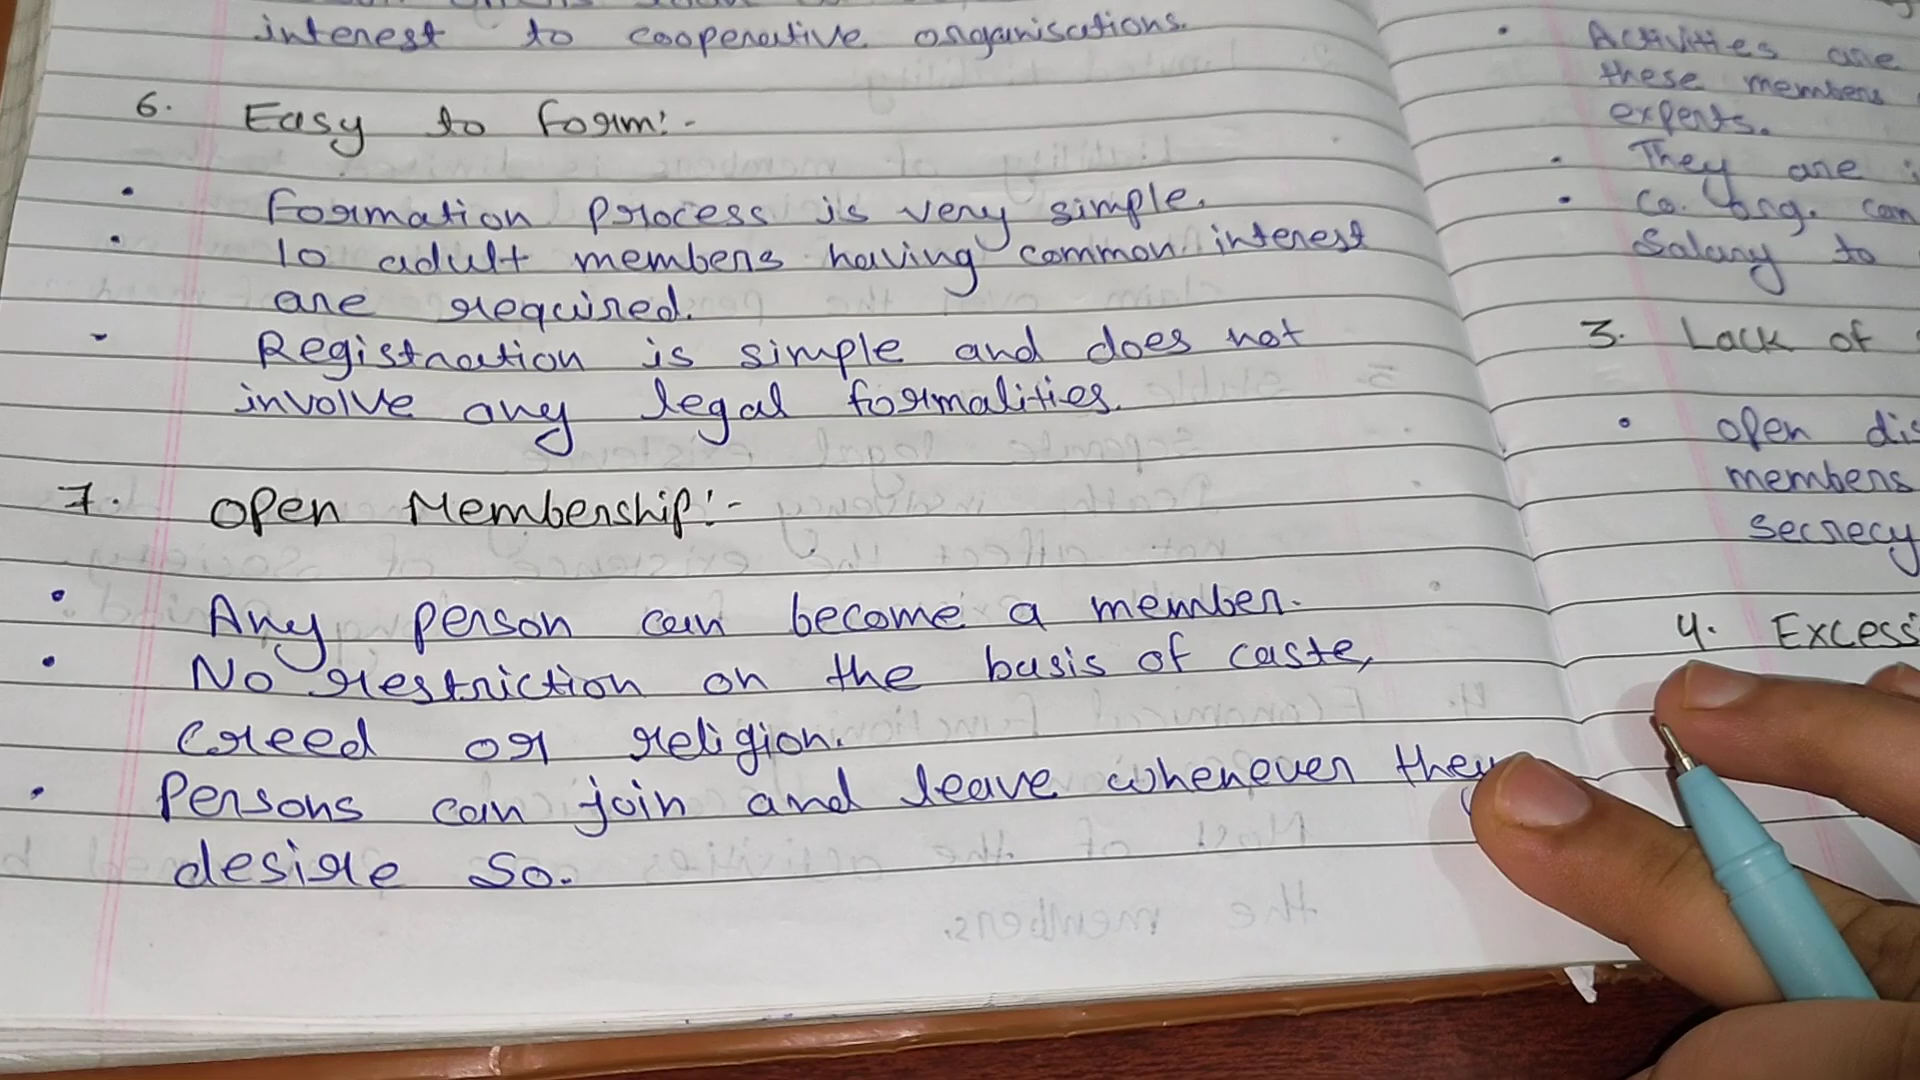 interest to cooperative organisations.
6. Easy to form:-
• Formation process is very simple.
• 10 adult members having common interest
are required.
- Registration is simple and does not
involve any legal formalities.
7. Open Membership:-
• Any person can become a member.
• No restriction on the basis of caste,
creed or religion.
• Persons can join and leave whenever they
desire so.
• Activities are
these members
experts.
• They are
• Co. org. can
Salary to
3. Lack of
• open dis
members
secrecy
4. Excess